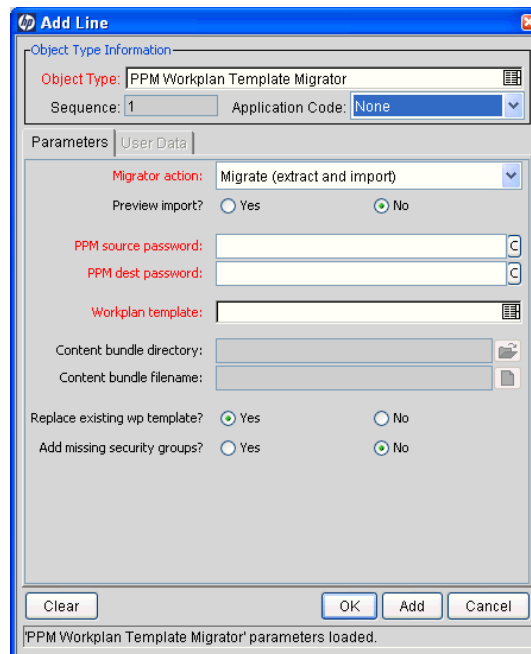 hp Add Line
Object Type Information
Object Type: PPM Workplan Template Migrator
Sequence: 1 Application Code: None
Parameters User Data
Migrator action: Migrate (extract and import)
Preview import? Yes No
PPM source password: C
PPM dest password: C
Workplan template:
Content bundle directory:
Content bundle filename:
Replace existing wp template? Yes No
Add missing security groups? Yes No
Clear OK Add Cancel
'PPM Workplan Template Migrator' parameters loaded.